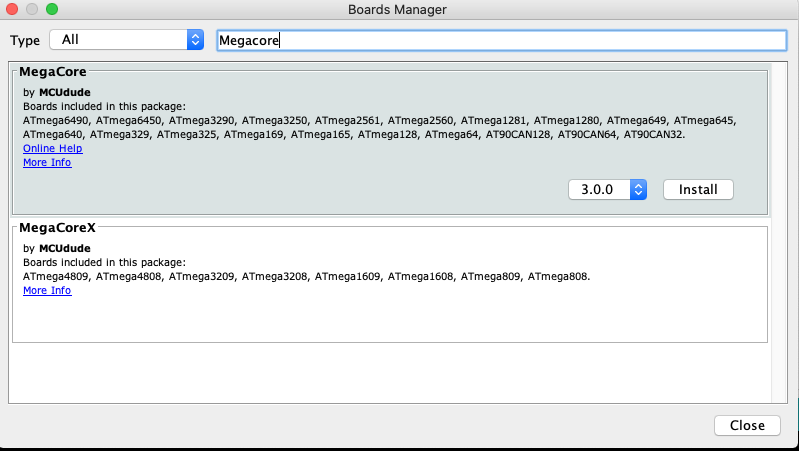 Boards Manager
Type All Megacore
MegaCore
by MCUdude
Boards included in this package:
ATmega6490, ATmega6450, ATmega3290, ATmega3250, ATmega2561, ATmega2560, ATmega1281, ATmega1280, ATmega649, ATmega645,
ATmega640, ATmega329, ATmega325, ATmega169, ATmega165, ATmega128, ATmega64, AT90CAN128, AT90CAN64, AT90CAN32.
Online Help
More Info
3.0.0 Install
MegaCoreX
by MCUdude
Boards included in this package:
ATmega4809, ATmega4808, ATmega3209, ATmega3208, ATmega1609, ATmega1608, ATmega809, ATmega808.
More Info
Close